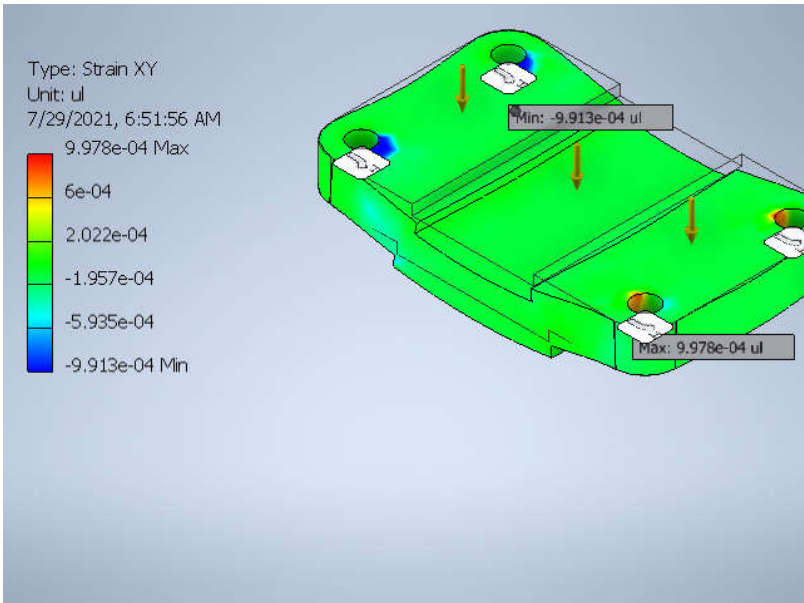 Type: Strain XY
Unit: ul
7/29/2021, 6:51:56 AM
9.978e-04 Max
6e-04
2.022e-04
-1.957e-04
-5.935e-04
-9.913e-04 Min
Min: -9.913e-04 ul
Max: 9.978e-04 ul